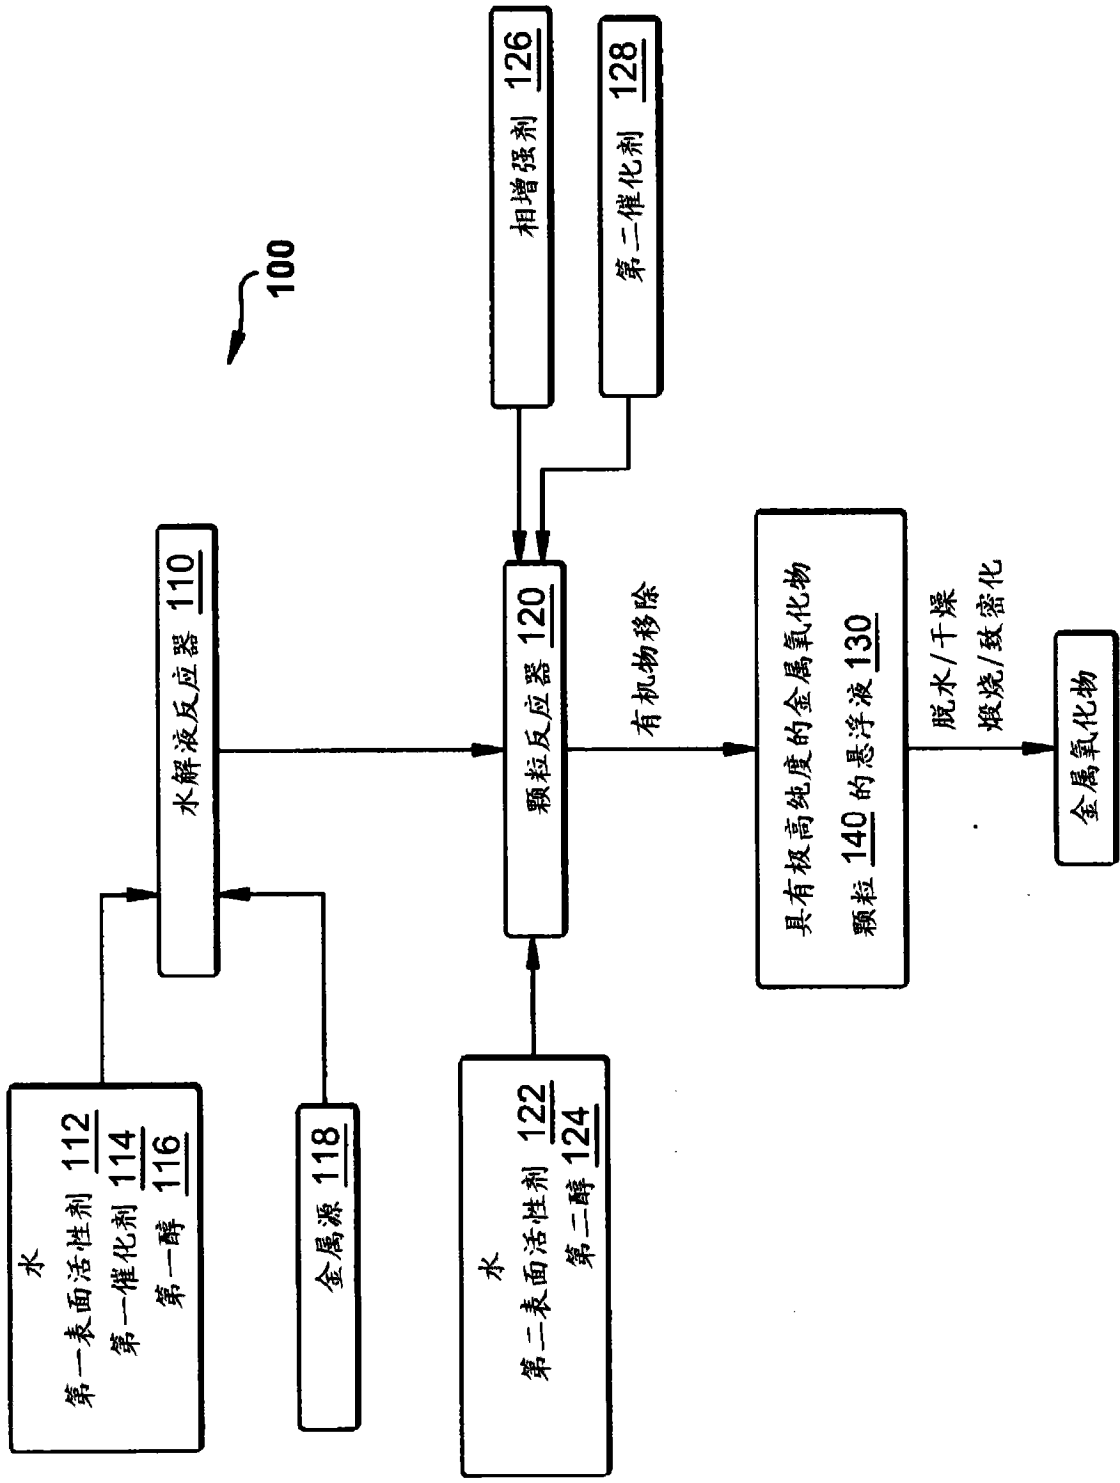 100
水
第一表面活性剂 112
第一催化剂 114
第一醇 116
水解液反应器 110
金属源 118
水
第二表面活性剂 122
第二醇 124
颗粒反应器 120
相增强剂 126
第二催化剂 128
有机物移除
具有极高纯度的金属氧化物
颗粒 140 的悬浮液 130
脱水/干燥
煅烧/致密化
金属氧化物